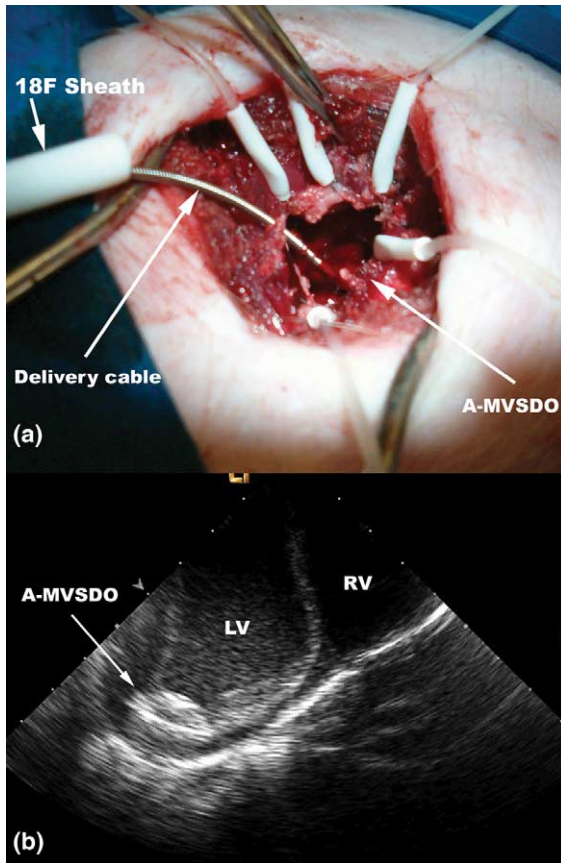 18F Sheath
Delivery cable
A-MVSDO
(a)
A-MVSDO
RV
LV
(b)